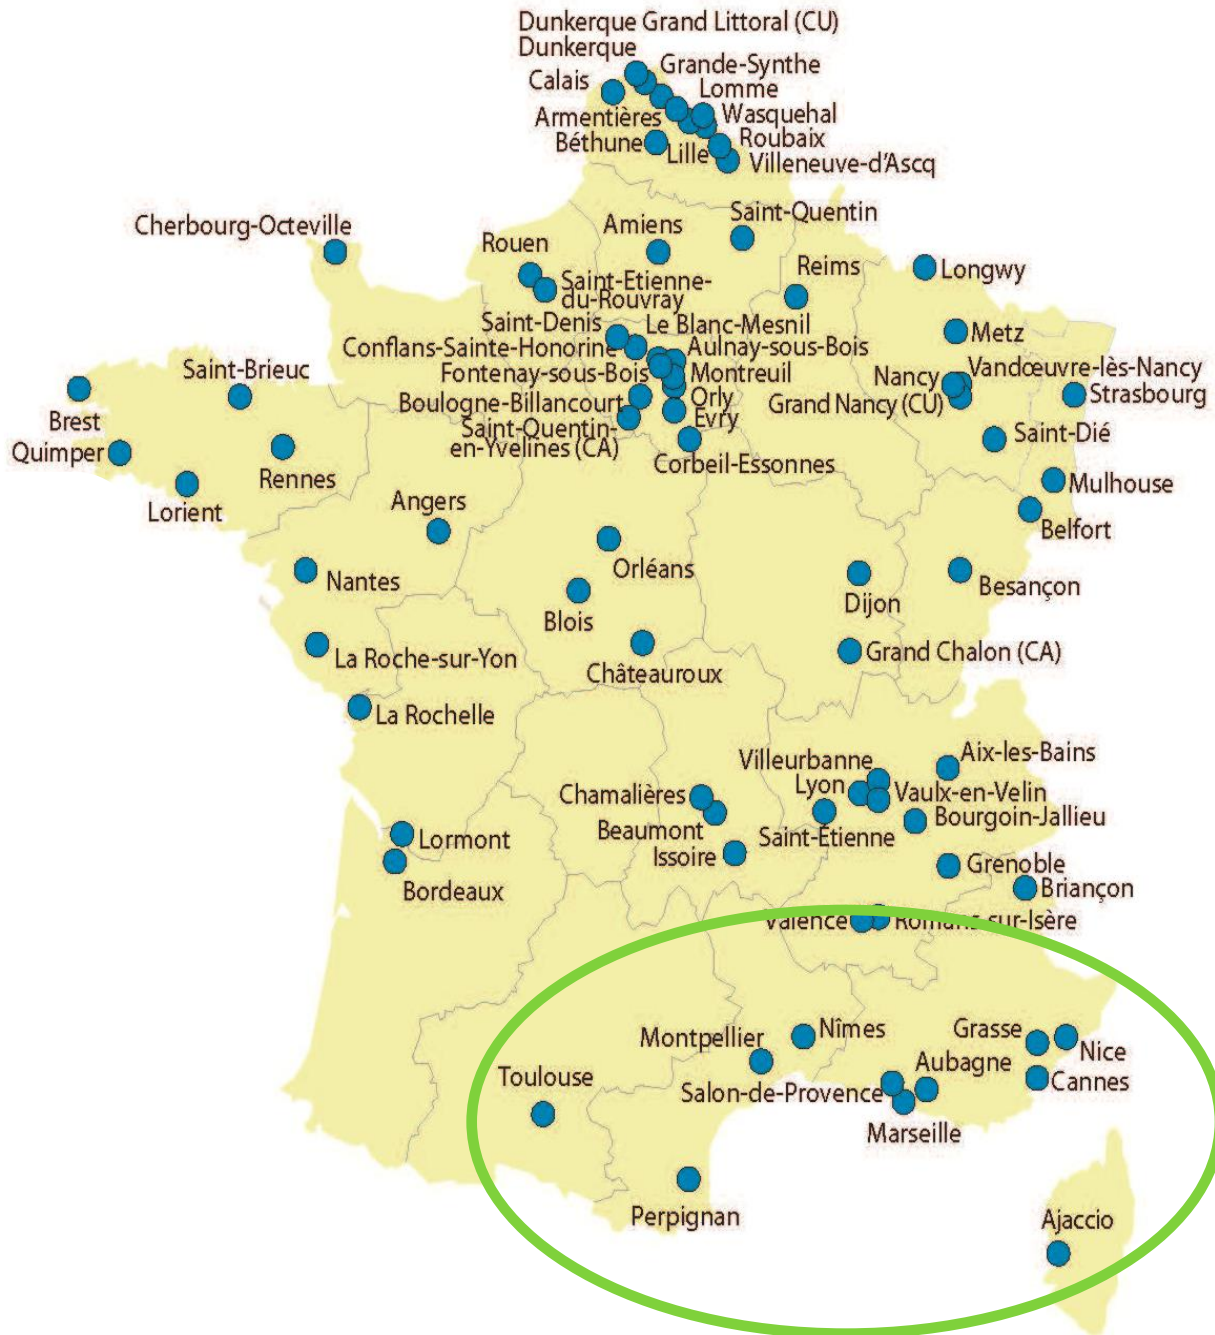 Dunkerque Grand Littoral (CU)
Dunkerque
Grande-Synthe
Calais
Lomme
Armentières
Wasquehal
Béthune
Lille
Roubaix
Villeneuve-d'Ascq
Cherbourg-Octeville
Saint-Quentin
Amiens
Rouen
Reims
Longwy
Saint-Etienne-
du-Rouvray
Saint-Denis
Le Blanc-Mesnil
Metz
Conflans-Sainte-Honorine
Aulnay-sous-Bois
Fontenay-sous-Bois
Montreuil
Vandœuvre-lès-Nancy
Nancy
Saint-Brieuc
Strasbourg
Boulogne-Billancourt
Orly
Grand Nancy (CU)
Brest
Evry
Saint-Quentin-
en-Yvelines (CA)
Saint-Dié
Quimper
Rennes
Corbeil-Essonnes
Mulhouse
Lorient
Angers
Belfort
Orléans
Nantes
Besançon
Dijon
Blois
Grand Chalon (CA)
La Roche-sur-Yon
Châteauroux
La Rochelle
Aix-les-Bains
Villeurbanne
Lyon
Vaulx-en-Velin
Chamalières
Bourgoin-Jallieu
Beaumont
Saint-Étienne
Lormont
Issoire
Grenoble
Bordeaux
Briançon
Valence
Romans-sur-Isère
Nîmes
Grasse
Montpellier
Nice
Aubagne
Toulouse
Cannes
Salon-de-Provence
Marseille
Perpignan
Ajaccio